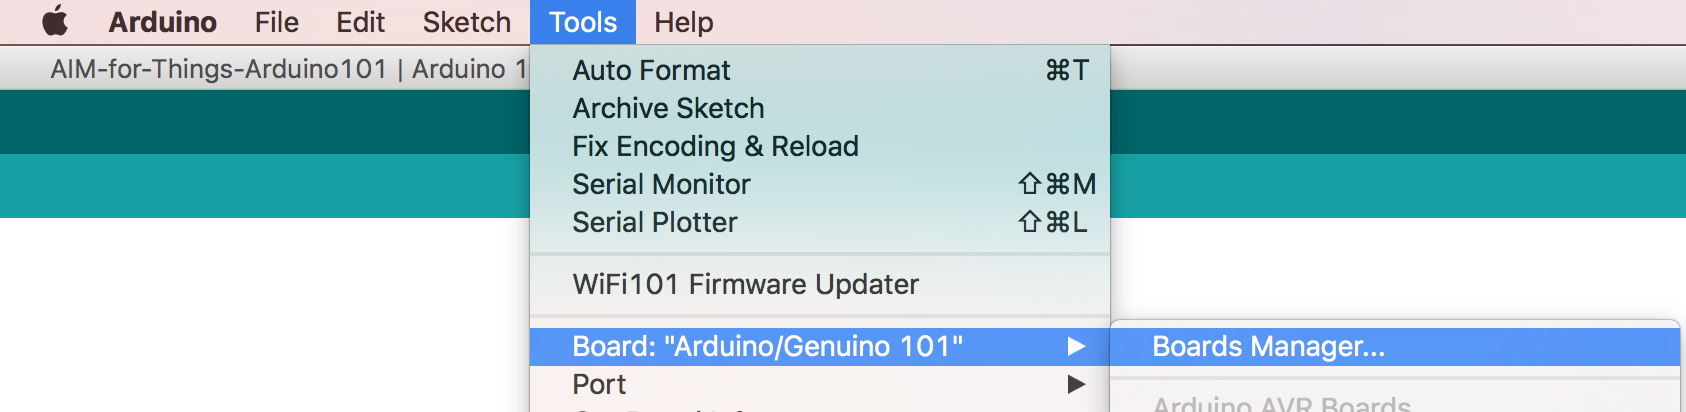 Arduino File Edit Sketch Tools Help
AIM-for-Things-Arduino101 | Arduino 1
Auto Format ⌘T
Archive Sketch
Fix Encoding & Reload
Serial Monitor ⇧⌘M
Serial Plotter ⇧⌘L
WiFi101 Firmware Updater
Board: "Arduino/Genuino 101" ▶
Boards Manager...
Port ▶
Arduino AVR Boards